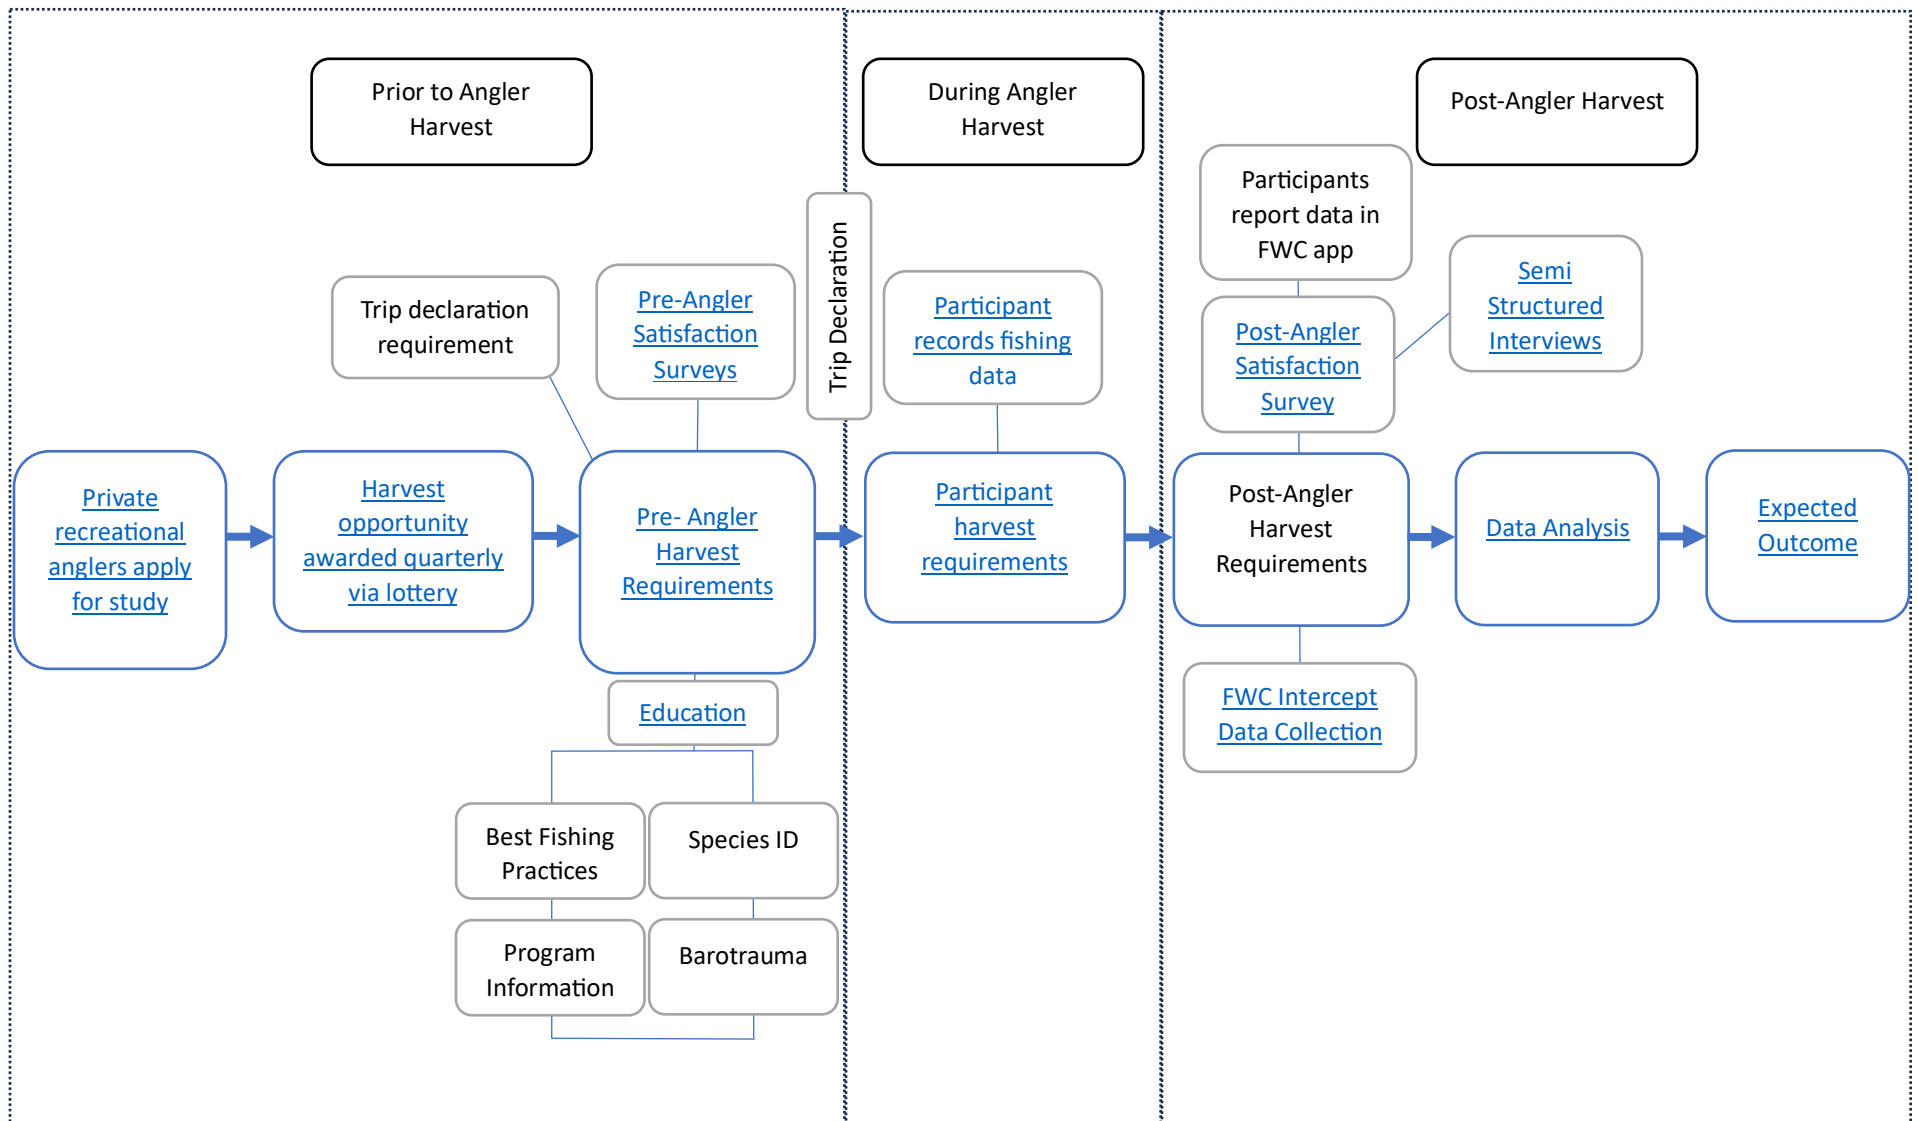 Prior to Angler
Harvest
During Angler
Harvest
Post-Angler Harvest
Trip declaration
requirement
Pre-Angler
Satisfaction
Surveys
Trip Declaration
Participant
records fishing
data
Participants
report data in
FWC app
Post-Angler
Satisfaction
Survey
Semi
Structured
Interviews
Private
recreational
anglers apply
for study
Harvest
opportunity
awarded quarterly
via lottery
Pre- Angler
Harvest
Requirements
Participant
harvest
requirements
Post-Angler
Harvest
Requirements
Data Analysis
Expected
Outcome
Education
FWC Intercept
Data Collection
Best Fishing
Practices
Species ID
Program
Information
Barotrauma